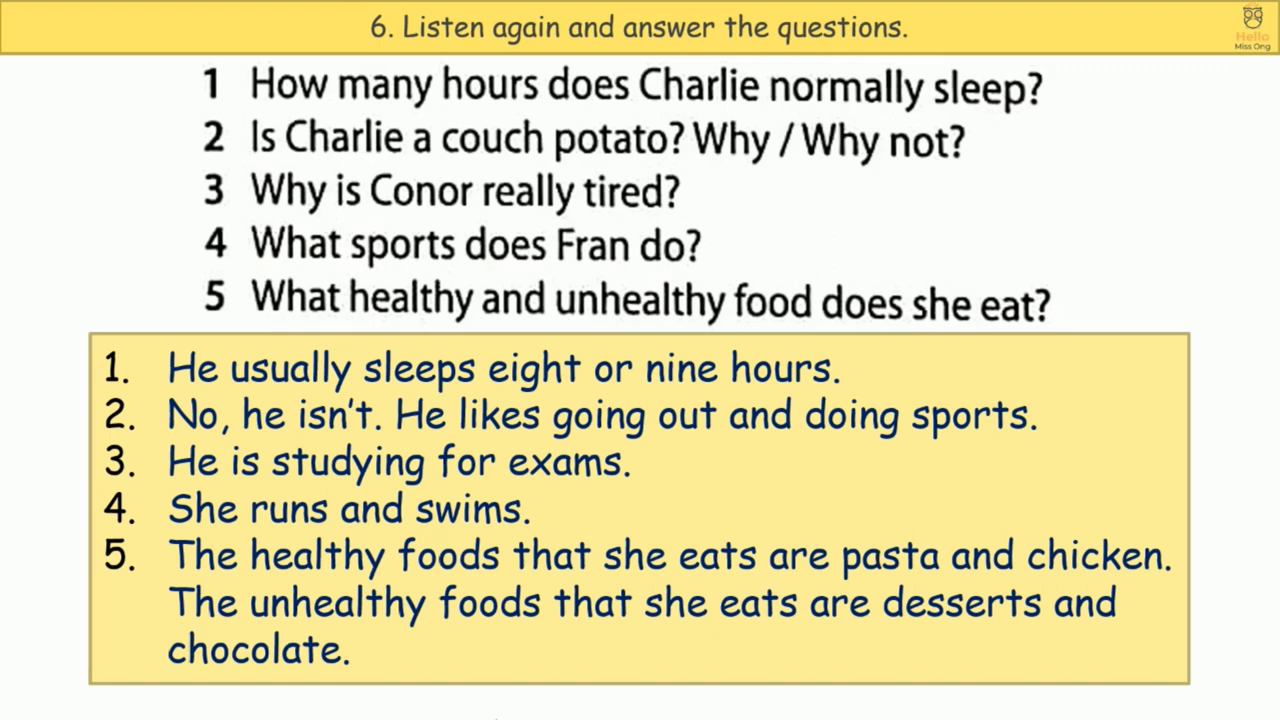 6. Listen again and answer the questions.
Hello
Miss Ong
1 How many hours does Charlie normally sleep?
2 Is Charlie a couch potato? Why / Why not?
3 Why is Conor really tired?
4 What sports does Fran do?
5 What healthy and unhealthy food does she eat?
1. He usually sleeps eight or nine hours.
2. No, he isn't. He likes going out and doing sports.
3. He is studying for exams.
4. She runs and swims.
5. The healthy foods that she eats are pasta and chicken.
The unhealthy foods that she eats are desserts and
chocolate.